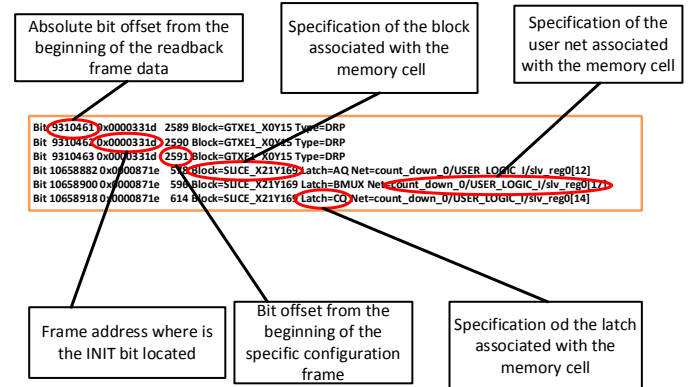 Absolute bit offset from the
beginning of the readback
frame data
Specification of the block
associated with the
memory cell
Specification of the
user net associated
with the memory cell
Bit 9310461 0x0000331d 2589 Block=GTXE1_X0Y15 Type=DRP
Bit 9310462 0x0000331d 2590 Block=GTXE1_X0Y15 Type=DRP
Bit 9310463 0x0000331d 2591 Block=GTXE1_X0Y15 Type=DRP
Bit 10658882 0x0000871e 578 Block=SLICE_X21Y169 Latch=AQ Net=count_down_0/USER_LOGIC_I/slv_reg0[12]
Bit 10658900 0x0000871e 596 Block=SLICE_X21Y169 Latch=BMUX Net=count_down_0/USER_LOGIC_I/slv_reg0[17]
Bit 10658918 0x0000871e 614 Block=SLICE_X21Y169 Latch=CQ Net=count_down_0/USER_LOGIC_I/slv_reg0[14]
Frame address where is
the INIT bit located
Bit offset from the
beginning of the
specific configuration
frame
Specification od the latch
associated with the
memory cell